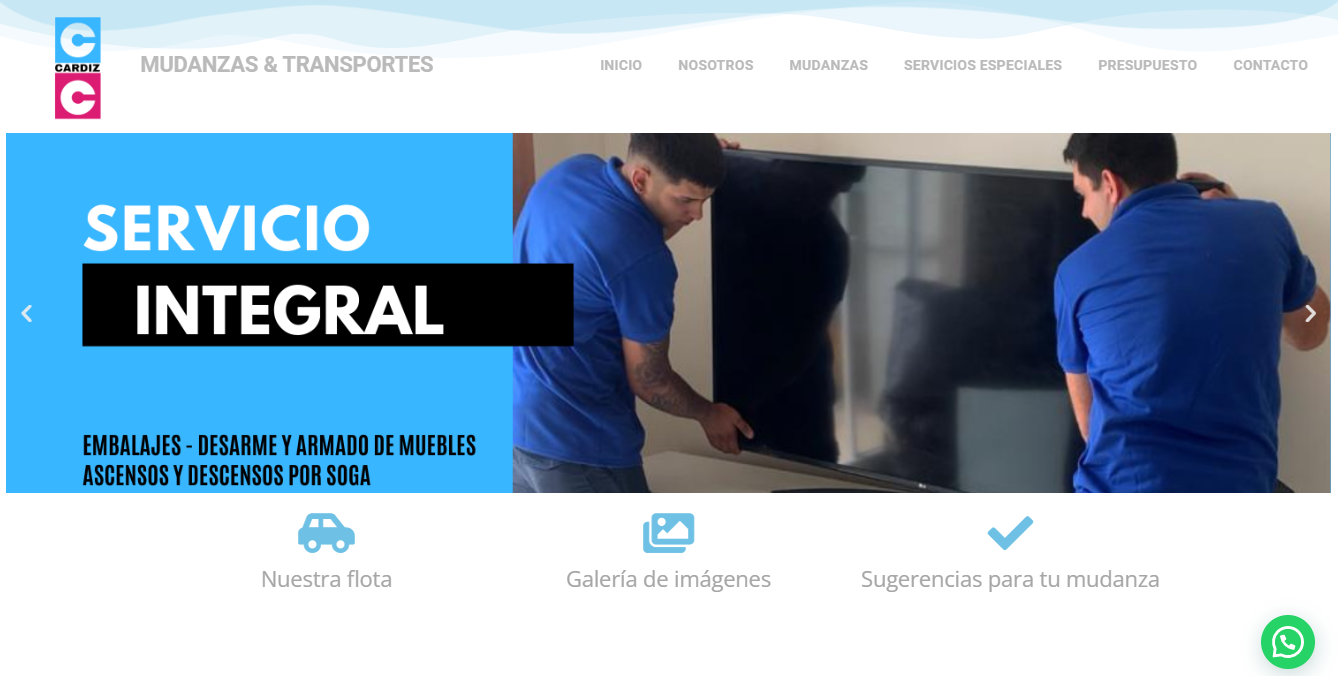 C
CARDIZ
C
MUDANZAS & TRANSPORTES
INICIO
NOSOTROS
MUDANZAS
SERVICIOS ESPECIALES
PRESUPUESTO
CONTACTO
SERVICIO
INTEGRAL
EMBALAJES - DESARME Y ARMADO DE MUEBLES
ASCENSOS Y DESCENSOS POR SOGA
Nuestra flota
Galería de imágenes
Sugerencias para tu mudanza